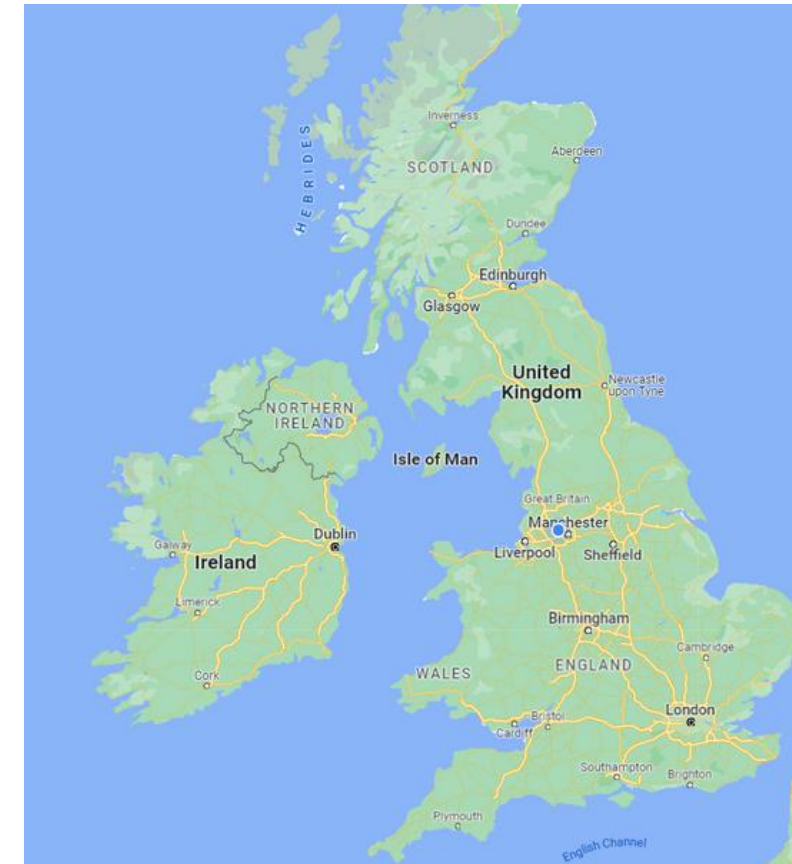 Inverness
HEBRIDES
Aberdeen
SCOTLAND
Dundee
Edinburgh
Glasgow
United
Kingdom
Newcastle
upon Tyne
NORTHERN
IRELAND
Isle of Man
Great Britain
Manchester
Dublin
Liverpool
Sheffield
Galway
Ireland
Limerick
Birmingham
Cambridge
ENGLAND
WALES
Cork
London
Bristol
Cardiff
Southampton
Brighton
Plymouth
English Channel